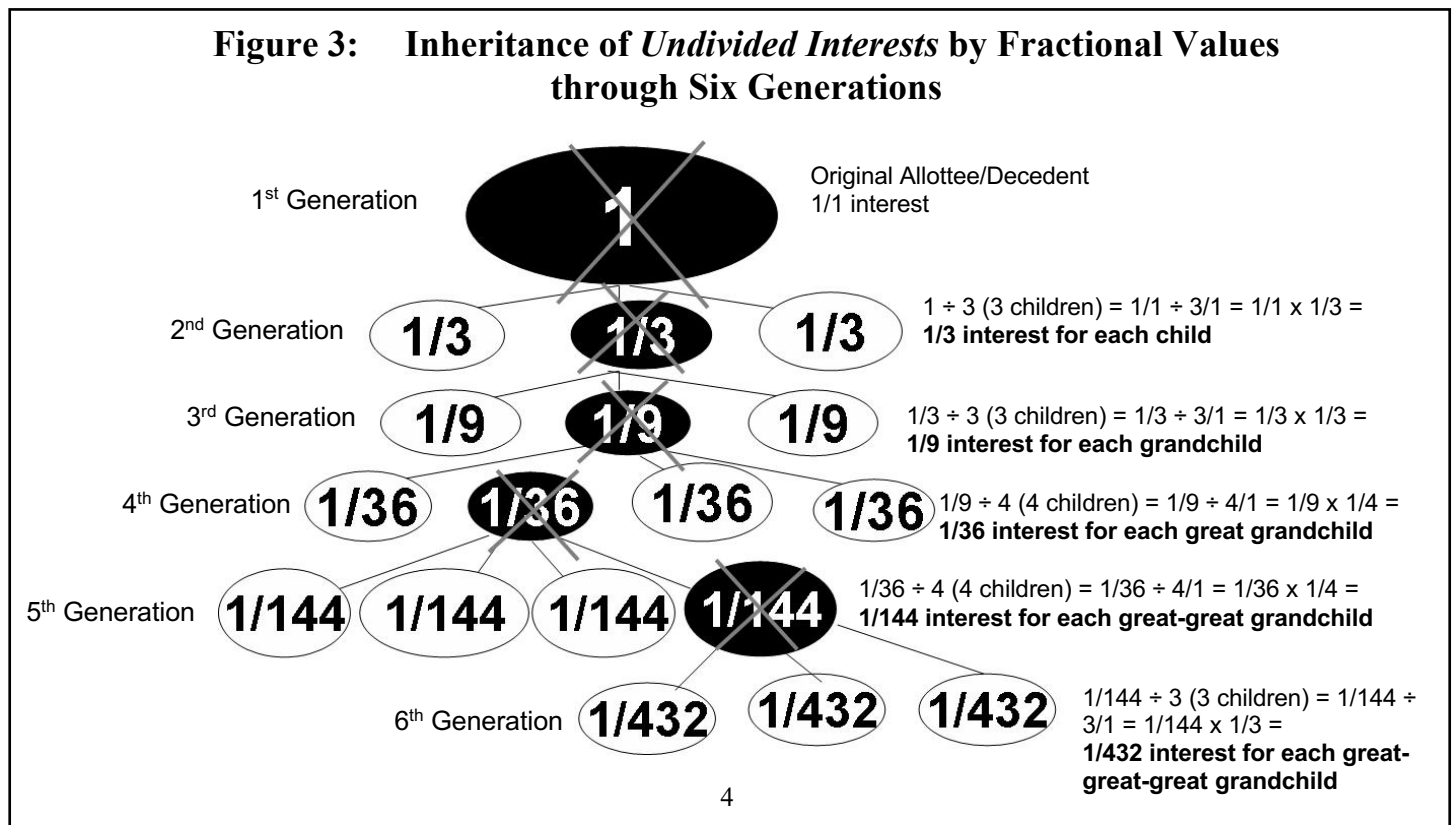 Figure 3: Inheritance of Undivided Interests by Fractional Values
through Six Generations
1st Generation
1
Original Allottee/Decedent
1/1 interest
2nd Generation
1/3 1/3 1/3
1 ÷ 3 (3 children) = 1/1 ÷ 3/1 = 1/1 x 1/3 =
1/3 interest for each child
3rd Generation
1/9 1/9 1/9
1/3 ÷ 3 (3 children) = 1/3 ÷ 3/1 = 1/3 x 1/3 =
1/9 interest for each grandchild
4th Generation
1/36 1/36 1/36 1/36
1/9 ÷ 4 (4 children) = 1/9 ÷ 4/1 = 1/9 x 1/4 =
1/36 interest for each great grandchild
5th Generation
1/144 1/144 1/144 1/144
1/36 ÷ 4 (4 children) = 1/36 ÷ 4/1 = 1/36 x 1/4 =
1/144 interest for each great-great grandchild
6th Generation
1/432 1/432 1/432
1/144 ÷ 3 (3 children) = 1/144 ÷
3/1 = 1/144 x 1/3 =
1/432 interest for each great-
great-great grandchild
4